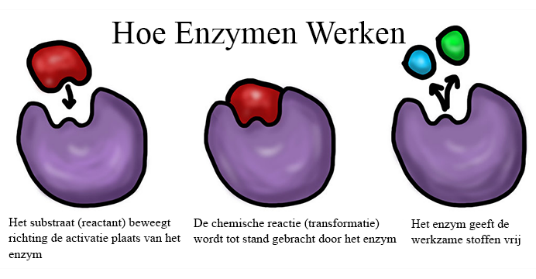 Hoe Enzymen Werken
Het substraat (reactant) beweegt
richting de activatie plaats van het
enzym
De chemische reactie (transformatie)
wordt tot stand gebracht door het enzym
Het enzym geeft de
werkzame stoffen vrij